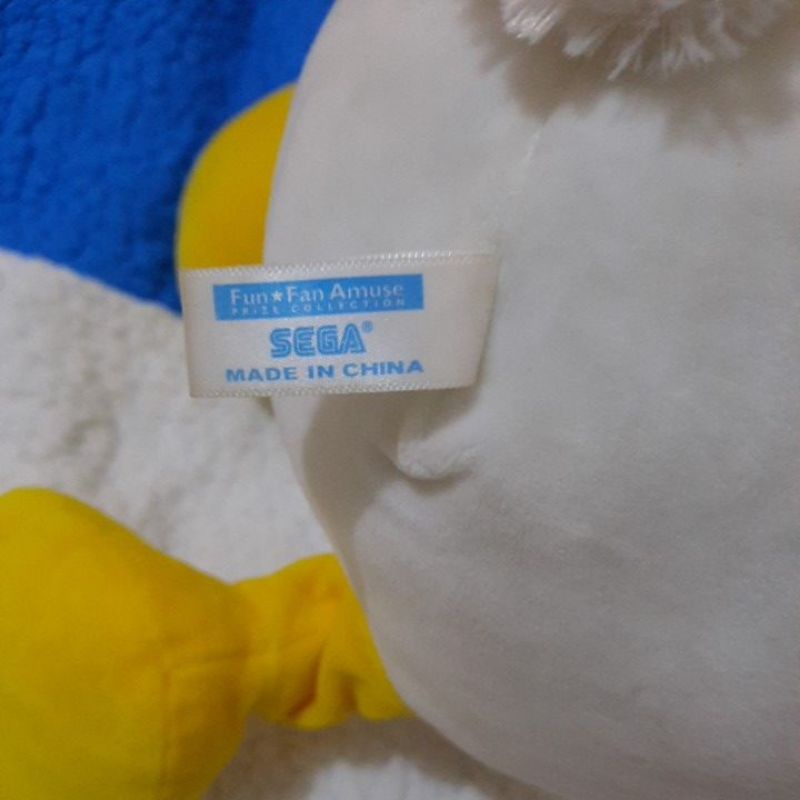 Fun★Fan Amuse
PRIZE COLLECTION
SEGA®
MADE IN CHINA